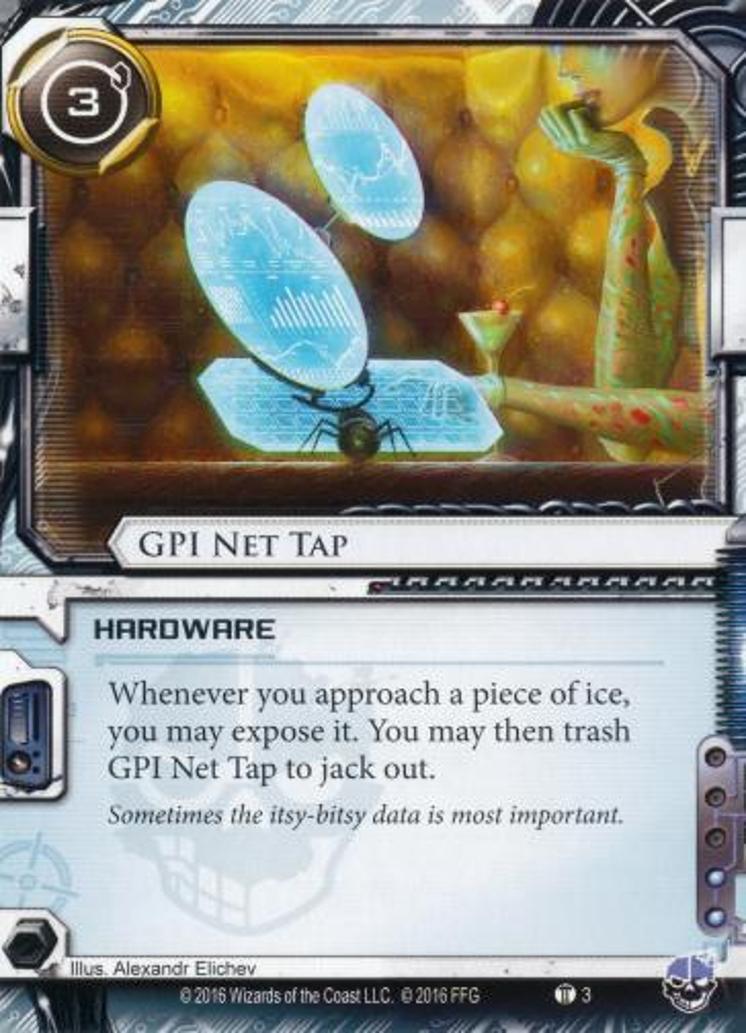 3
GPI Net Tap
HARDWARE
Whenever you approach a piece of ice,
you may expose it. You may then trash
GPI Net Tap to jack out.
Sometimes the itsy-bitsy data is most important.
Illus. Alexandr Elichev
© 2016 Wizards of the Coast LLC. © 2016 FFG 3